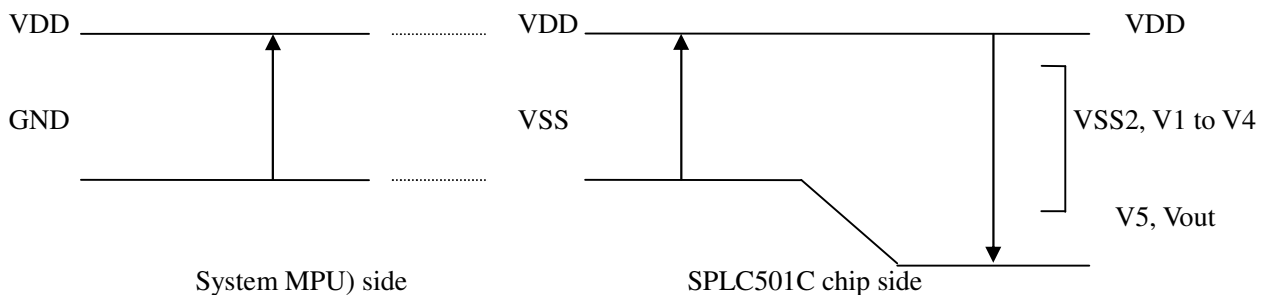 VDD VDD VDD
GND VSS VSS2, V1 to V4
V5, Vout
System MPU) side SPLC501C chip side